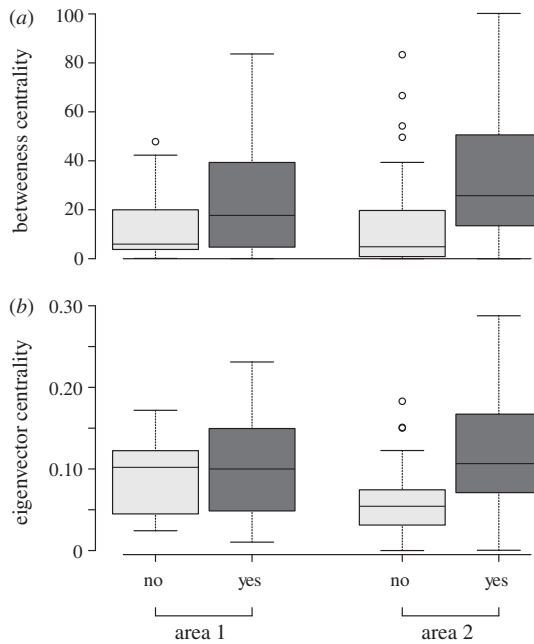 (a)
betweeness centrality
100
80
60
40
20
0
(b)
eigenvector centrality
0.30
0.20
0.10
0
no yes no yes
area 1 area 2